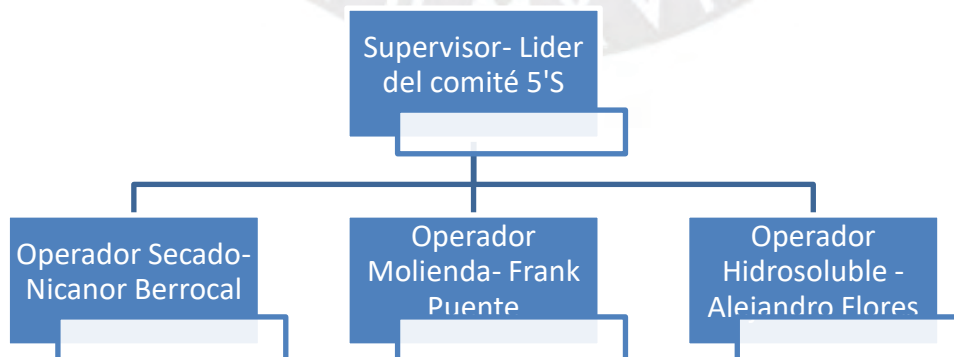 Supervisor- Lider
del comité 5'S
Operador Secado-
Nicanor Berrocal
Operador
Molienda- Frank
Puente
Operador
Hidrosoluble -
Alejandro Flores